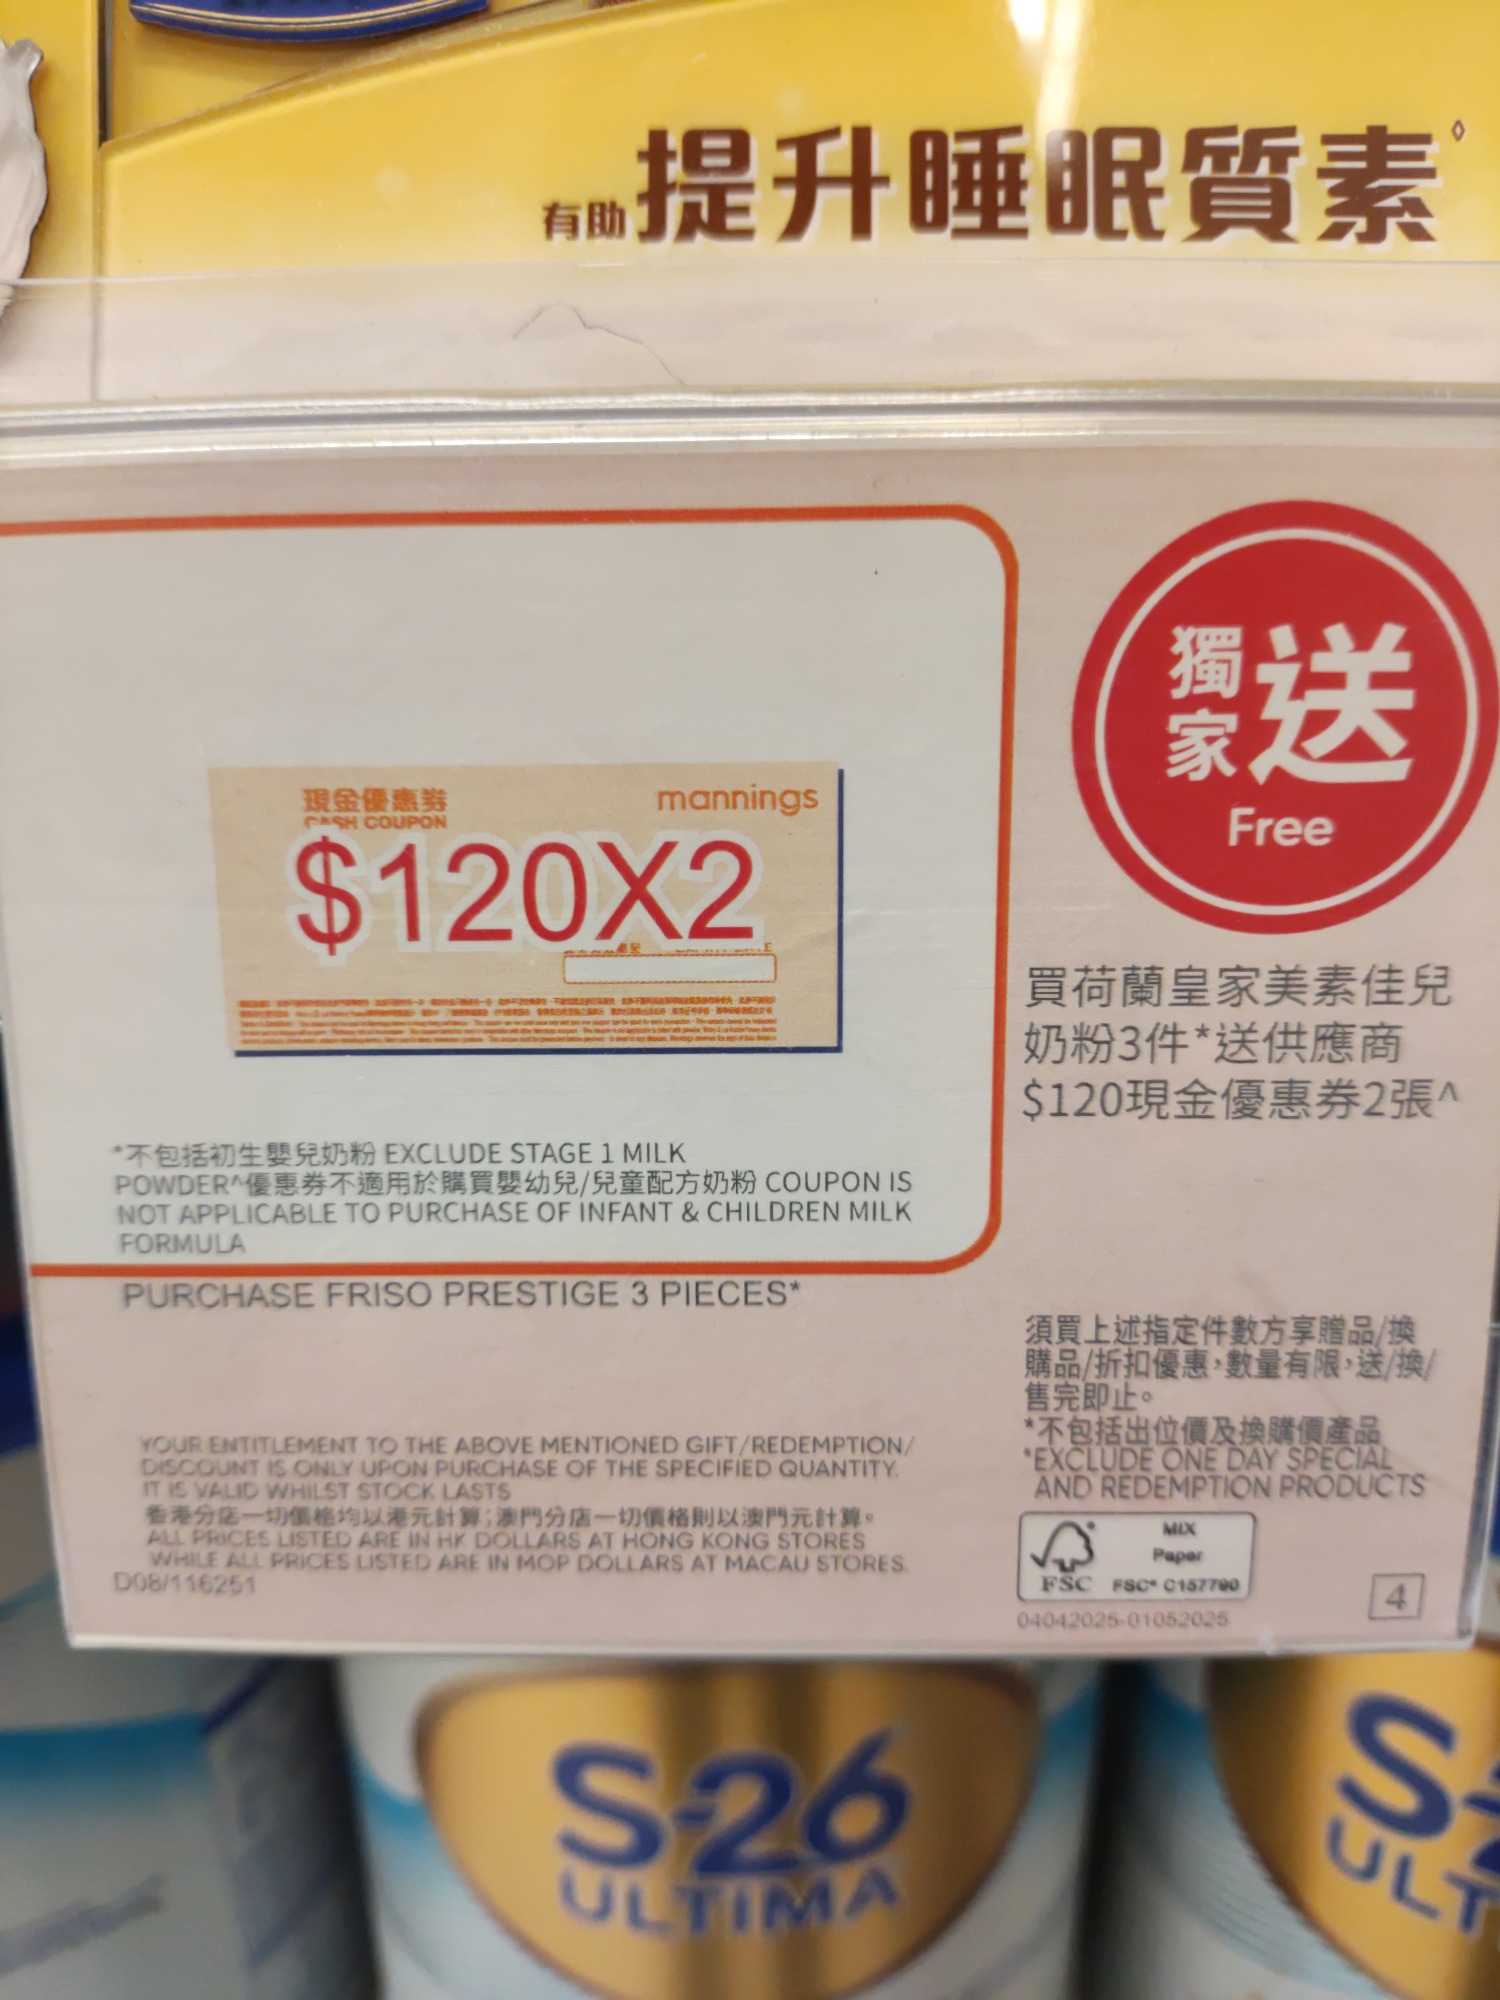 有助提升睡眠質素◊
獨家送
Free
現金優惠券
CASH COUPON
mannings
$120X2
買荷蘭皇家美素佳兒
奶粉3件*送供應商
$120現金優惠券2張^
*不包括初生嬰兒奶粉 EXCLUDE STAGE 1 MILK
POWDER^優惠券不適用於購買嬰幼兒/兒童配方奶粉 COUPON IS
NOT APPLICABLE TO PURCHASE OF INFANT & CHILDREN MILK
FORMULA
PURCHASE FRISO PRESTIGE 3 PIECES*
須買上述指定件數方享贈品/換
購品/折扣優惠，數量有限，送/換/
售完即止。
*不包括出位價及換購價產品
*EXCLUDE ONE DAY SPECIAL
AND REDEMPTION PRODUCTS
YOUR ENTITLEMENT TO THE ABOVE MENTIONED GIFT/REDEMPTION/
DISCOUNT IS ONLY UPON PURCHASE OF THE SPECIFIED QUANTITY.
IT IS VALID WHILST STOCK LASTS
香港分店一切價格均以港元計算；澳門分店一切價格則以澳門元計算。
ALL PRICES LISTED ARE IN HK DOLLARS AT HONG KONG STORES
WHILE ALL PRICES LISTED ARE IN MOP DOLLARS AT MACAU STORES.
D08/116251
FSC
MIX
Paper
FSC® C157790
04042025-01052025
4
S-26
ULTIMA
S-
ULT